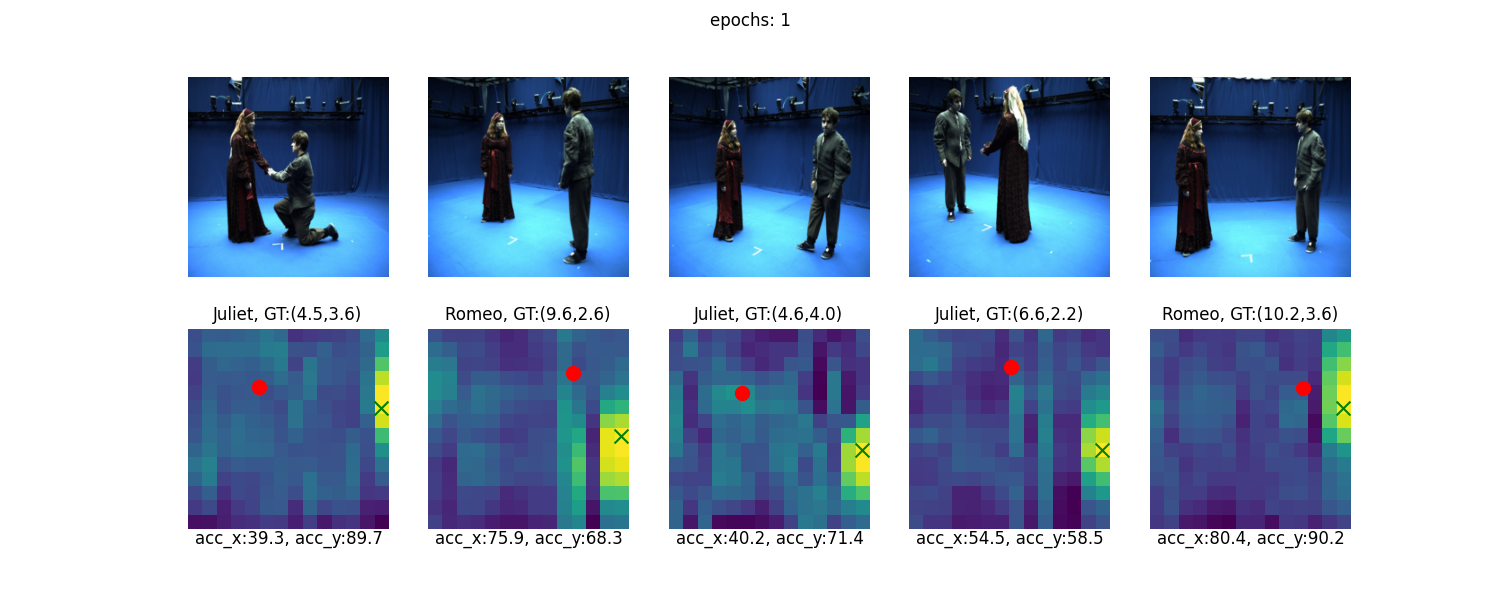 epochs: 1
Juliet, GT:(4.5,3.6)
Romeo, GT:(9.6,2.6)
Juliet, GT:(4.6,4.0)
Juliet, GT:(6.6,2.2)
Romeo, GT:(10.2,3.6)
acc_x:39.3, acc_y:89.7
acc_x:75.9, acc_y:68.3
acc_x:40.2, acc_y:71.4
acc_x:54.5, acc_y:58.5
acc_x:80.4, acc_y:90.2